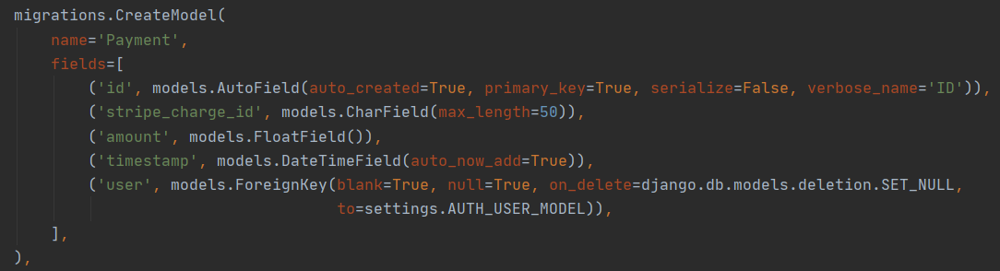 migrations.CreateModel(
    name='Payment',
    fields=[
        ('id', models.AutoField(auto_created=True, primary_key=True, serialize=False, verbose_name='ID')),
        ('stripe_charge_id', models.CharField(max_length=50)),
        ('amount', models.FloatField()),
        ('timestamp', models.DateTimeField(auto_now_add=True)),
        ('user', models.ForeignKey(blank=True, null=True, on_delete=django.db.models.deletion.SET_NULL,
                                   to=settings.AUTH_USER_MODEL)),
    ],
),